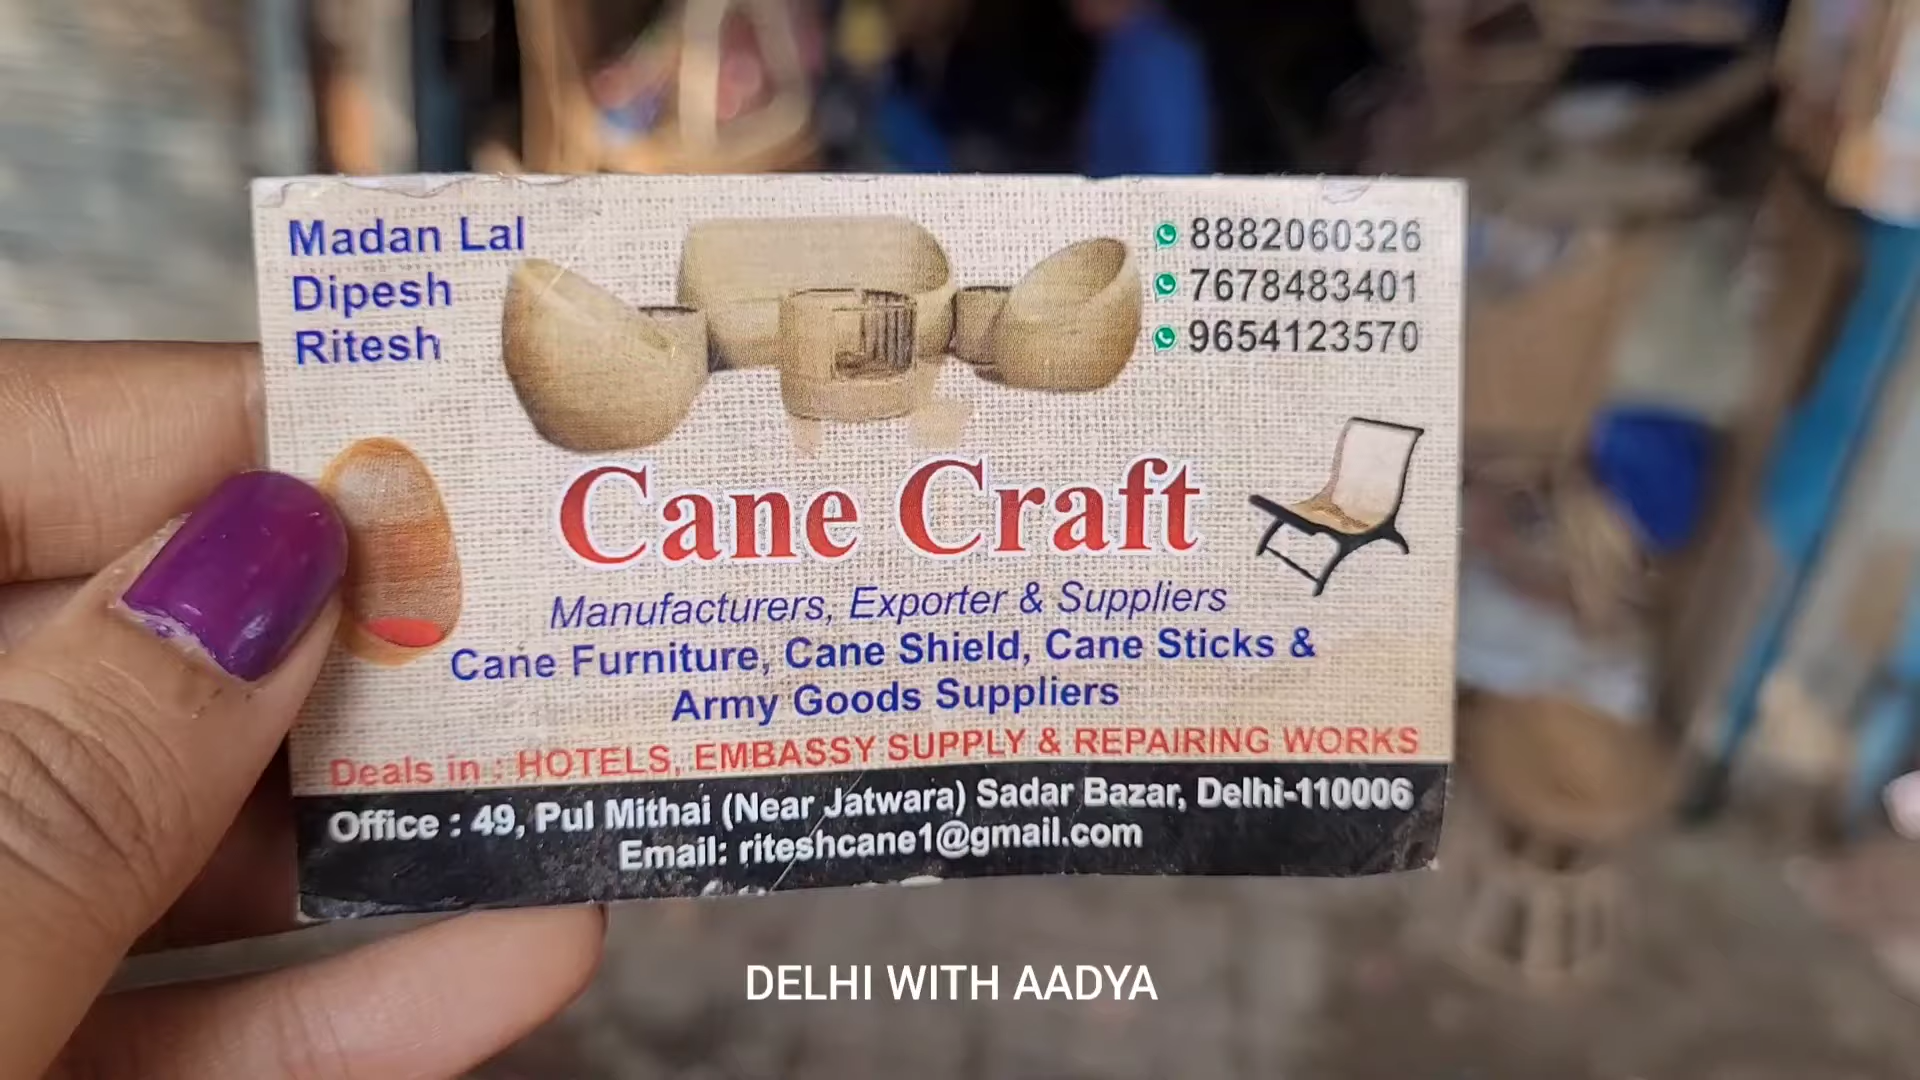 Madan Lal
Dipesh
Ritesh
8882060326
7678483401
9654123570
Cane Craft
Manufacturers, Exporter & Suppliers
Cane Furniture, Cane Shield, Cane Sticks &
Army Goods Suppliers
Deals in : HOTELS, EMBASSY SUPPLY & REPAIRING WORKS
Office : 49, Pul Mithai (Near Jatwara) Sadar Bazar, Delhi-110006
Email: riteshcane1@gmail.com
DELHI WITH AADYA